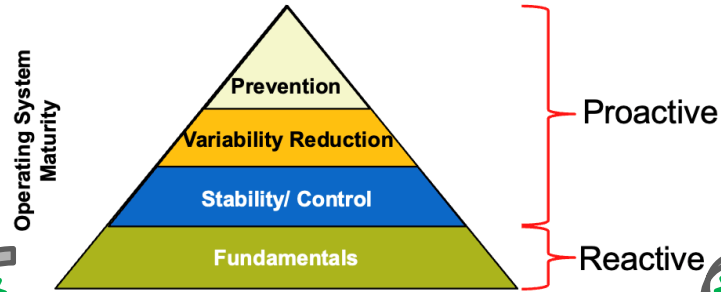 Operating System
Maturity
Prevention
Variability Reduction
Stability/ Control
Fundamentals
Proactive
Reactive